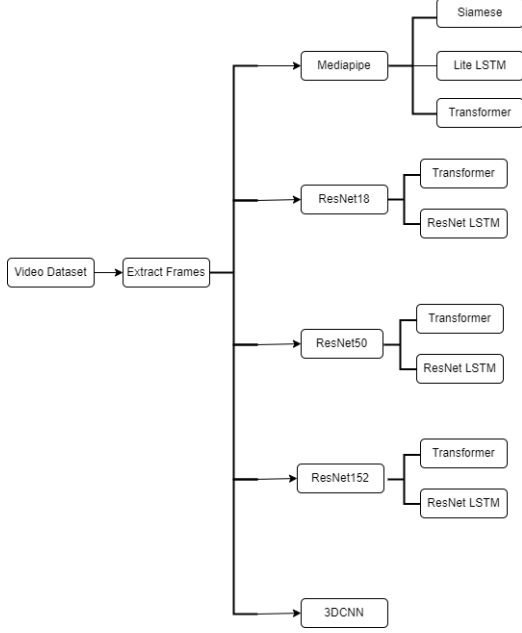 Siamese
Mediapipe
Lite LSTM
Transformer
Transformer
ResNet18
ResNet LSTM
Video Dataset
Extract Frames
Transformer
ResNet50
ResNet LSTM
Transformer
ResNet152
ResNet LSTM
3DCNN